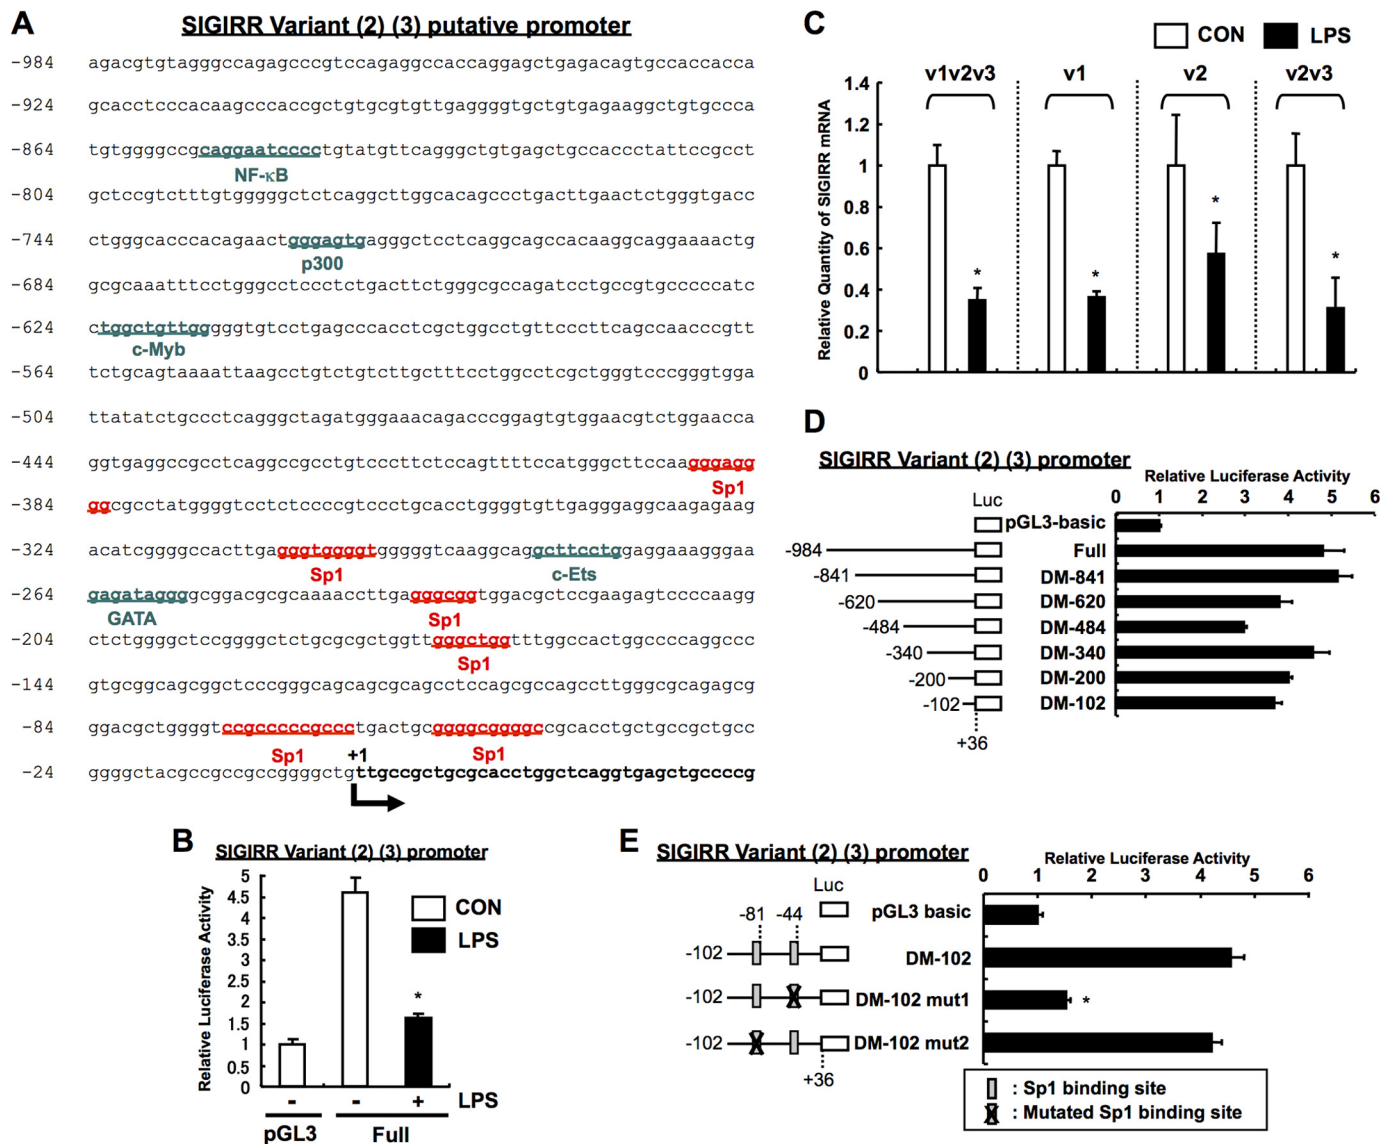 A
SIGIRR Variant (2) (3) putative promoter
-984 agacgtgtagggccagagcccgtccagaggccaccaggagctgagacagtgccaccacca
-924 gcacctcccacaagcccaccgctgtgcgtgttgaggggtgctgtgagaaggctgtgccca
-864 tgtggggccgcaggaatcccctgtatgttcagggctgtgagctgccaccctattccgcct
NF-κB
-804 gctccgtctttgtgggggctctcaggcttggcacagccctgacttgaactctgggtgacc
-744 ctgggcacccacagaactgggagtgagggctcctcaggcagccacaaggcaggaaaactg
p300
-684 gcgcaaatttcctgggcctccctctgacttctgggcgccagatcctgccgtgcccccatc
-624 ctggctgttgggggtgtcctgagcccacctcgctggcctgttcccttcagccaacccgtt
c-Myb
-564 tctgcagtaaaattaagcctgtctgtcttgctttcctggcctcgctgggtcccgggtgga
-504 ttatatctgccctcagggctagatgggaaacagacccggagtgtggaacgtctggaacca
-444 ggtgaggccgcctcaggccgcctgtcccttctccagttttccatgggcttccaagggagg
Sp1
-384 ggcgcctatggggtcctctccccgtccctgcacctggggtgttgagggaggcaagagaag
-324 acatcggggccacttgagggtggggtgggggtcaaggcaggcttcctggaggaaagggaa
Sp1 c-Ets
-264 gagataggggcggacgcgcaaaaccttgagggcggtggacgctccgaagagtccccaagg
GATA Sp1
-204 ctctggggctccggggctctgcgcgctggttgggctggtttggccactggccccaggccc
Sp1
-144 gtgcggcagcggctcccgggcagcagcgcagcctccagcgccagccttgggcgcagagcg
-84 ggacgctggggtccgcccccgccctgactgcggggcggggccgcacctgctgccgctgcc
Sp1 Sp1
+1
-24 ggggctacgccgccgccggggctgttgccgctgcgcacctggctcaggtgagctgccccg
B
SIGIRR Variant (2) (3) promoter
Relative Luciferase Activity
5
4.5
4
3.5
3
2.5
2
1.5
1
0.5
0
CON
LPS
*
- - + LPS
pGL3 Full
C
CON LPS
Relative Quantity of SIGIRR mRNA
1.4
1.2
1
0.8
0.6
0.4
0.2
0
v1v2v3 v1 v2 v2v3
* * * *
D
SIGIRR Variant (2) (3) promoter
Relative Luciferase Activity
Luc
0 1 2 3 4 5 6
pGL3-basic
-984 Full
-841 DM-841
-620 DM-620
-484 DM-484
-340 DM-340
-200 DM-200
-102 DM-102
+36
E
SIGIRR Variant (2) (3) promoter
Relative Luciferase Activity
Luc
0 1 2 3 4 5 6
-81 -44
pGL3 basic
-102 DM-102
-102 DM-102 mut1 *
-102 DM-102 mut2
+36
: Sp1 binding site
: Mutated Sp1 binding site